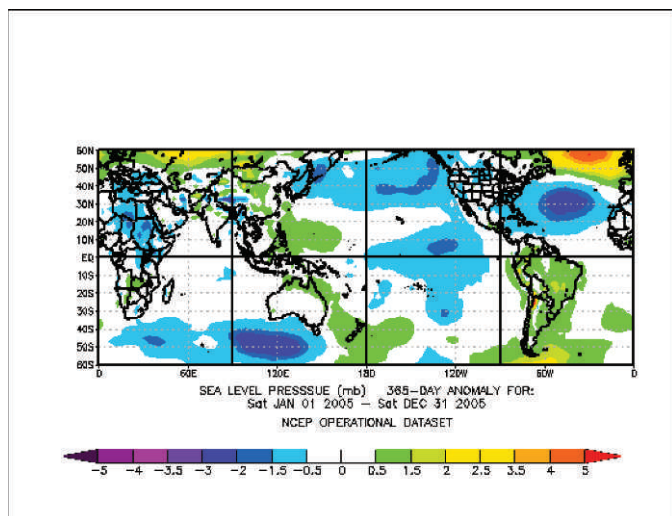 60N
50N
40N
30N
20N
10N
EQ
10S
20S
30S
40S
50S
60S
0 60E 120E 180 120W 60W 0
SEA LEVEL PRESSSUE (mb) 365-DAY ANOMALY FOR:
Sat JAN 01 2005 – Sat DEC 31 2005
NCEP OPERATIONAL DATASET
-5 -4 -3.5 -3 -2 -1.5 -0.5 0 0.5 1.5 2 2.5 3.5 4 5